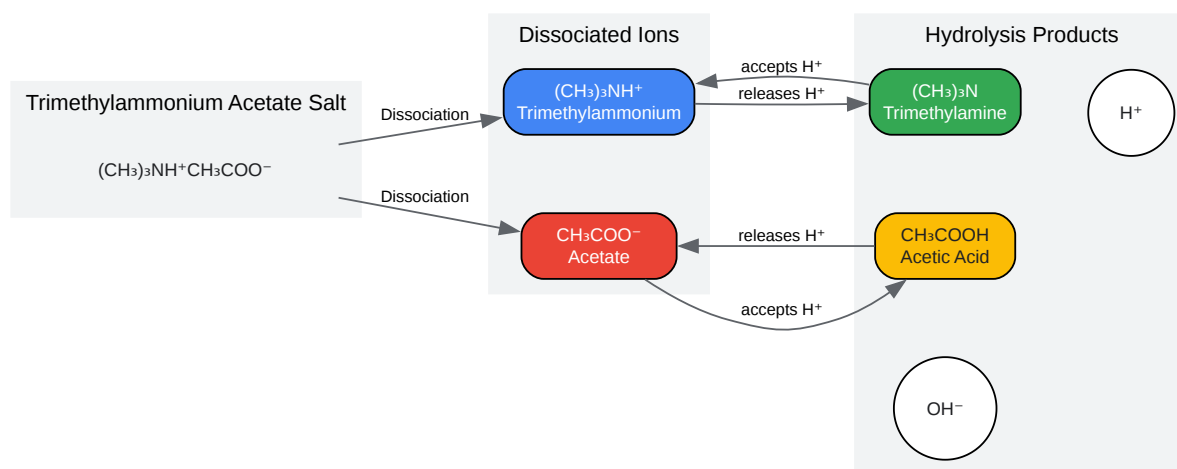 Trimethylammonium Acetate Salt
(CH₃)₃NH⁺CH₃COO⁻
Dissociation
Dissociation
Dissociated Ions
(CH₃)₃NH⁺
Trimethylammonium
CH₃COO⁻
Acetate
accepts H⁺
releases H⁺
releases H⁺
accepts H⁺
Hydrolysis Products
(CH₃)₃N
Trimethylamine
H⁺
CH₃COOH
Acetic Acid
OH⁻